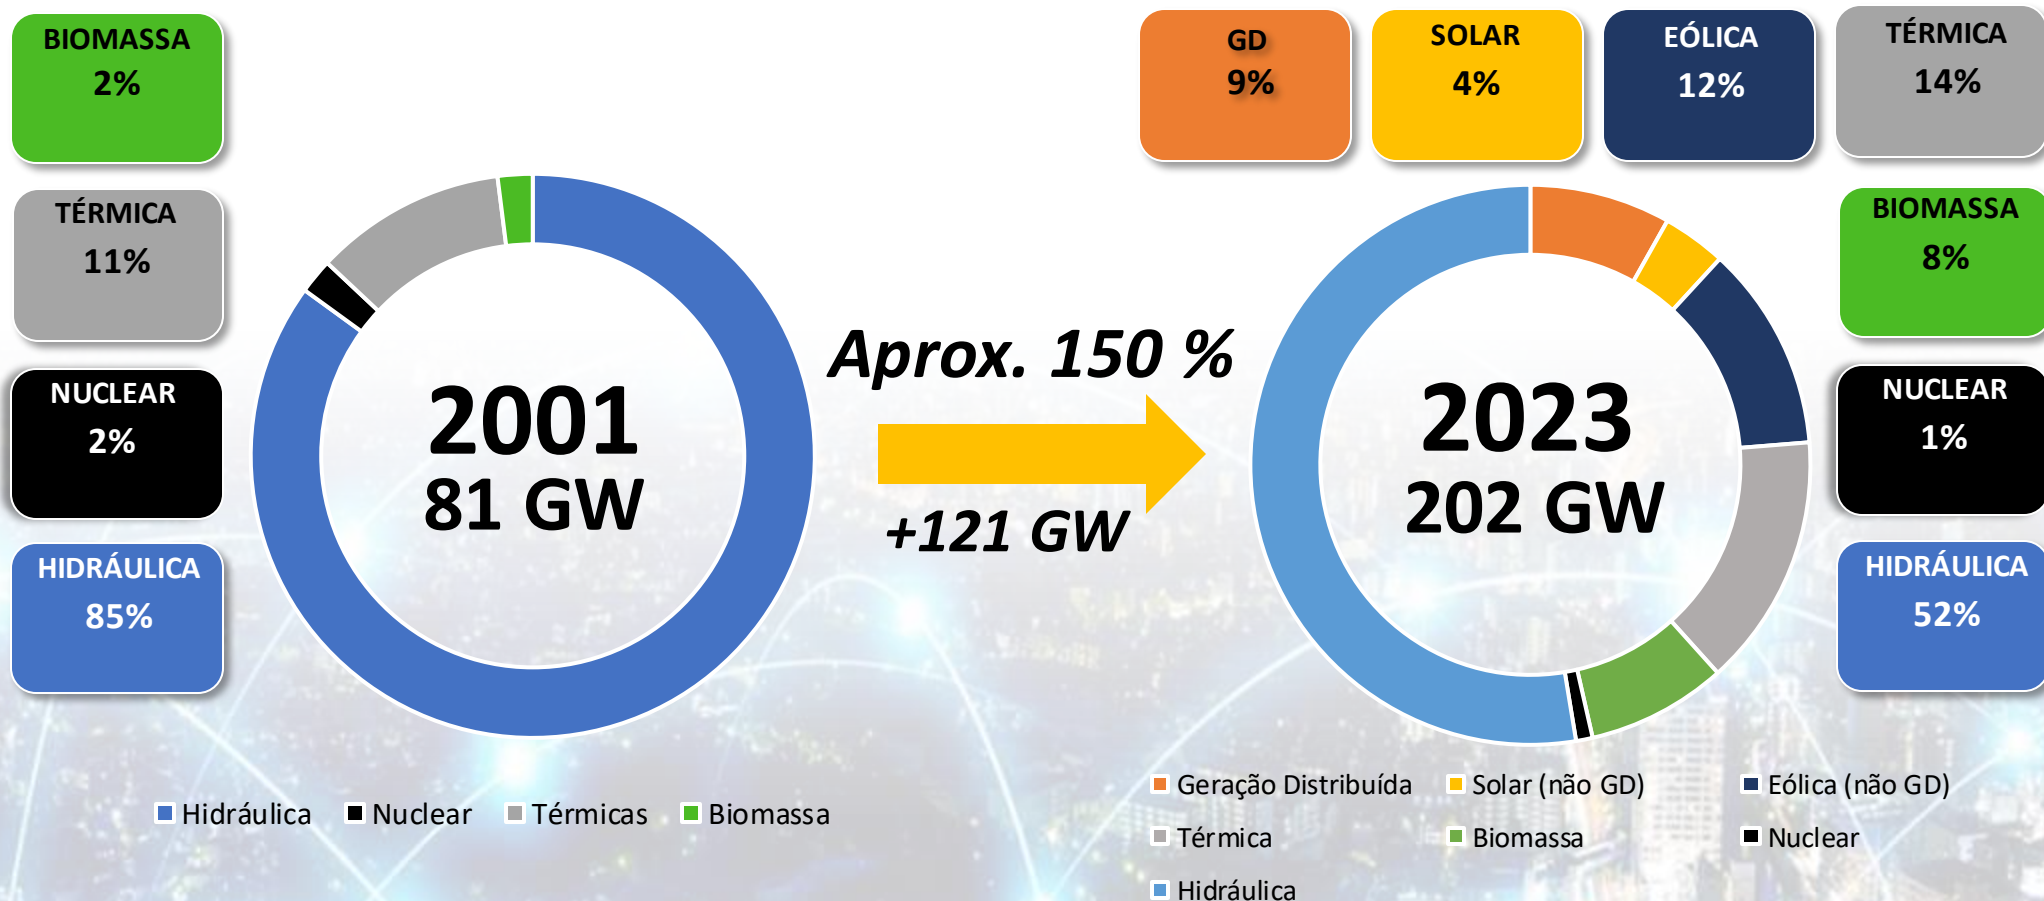 BIOMASSA
2%
TÉRMICA
11%
NUCLEAR
2%
HIDRÁULICA
85%
2001
81 GW
Hidráulica
Nuclear
Térmicas
Biomassa
Aprox. 150 %
+121 GW
GD
9%
SOLAR
4%
EÓLICA
12%
TÉRMICA
14%
BIOMASSA
8%
NUCLEAR
1%
HIDRÁULICA
52%
2023
202 GW
Geração Distribuída
Solar (não GD)
Eólica (não GD)
Térmica
Biomassa
Nuclear
Hidráulica